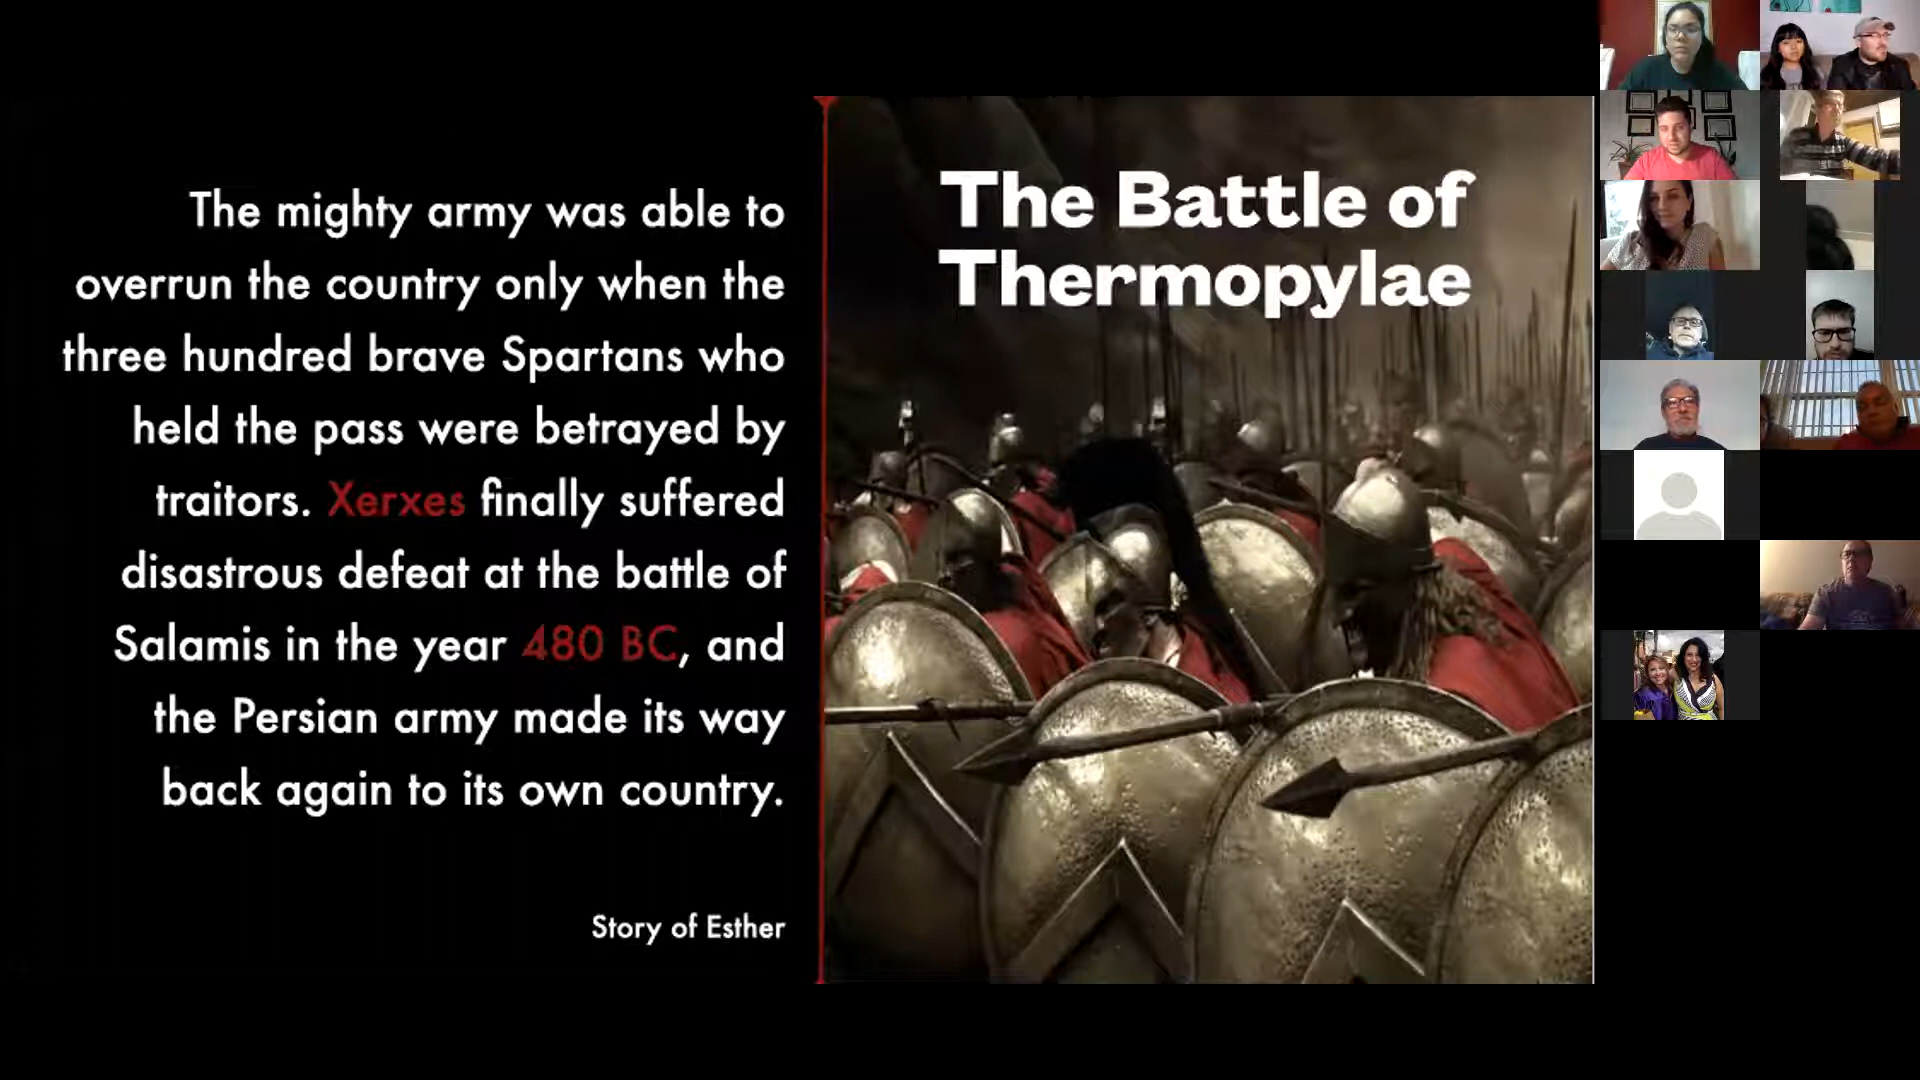 The mighty army was able to
overrun the country only when the
three hundred brave Spartans who
held the pass were betrayed by
traitors. Xerxes finally suffered
disastrous defeat at the battle of
Salamis in the year 480 BC, and
the Persian army made its way
back again to its own country.
Story of Esther
The Battle of
Thermopylae